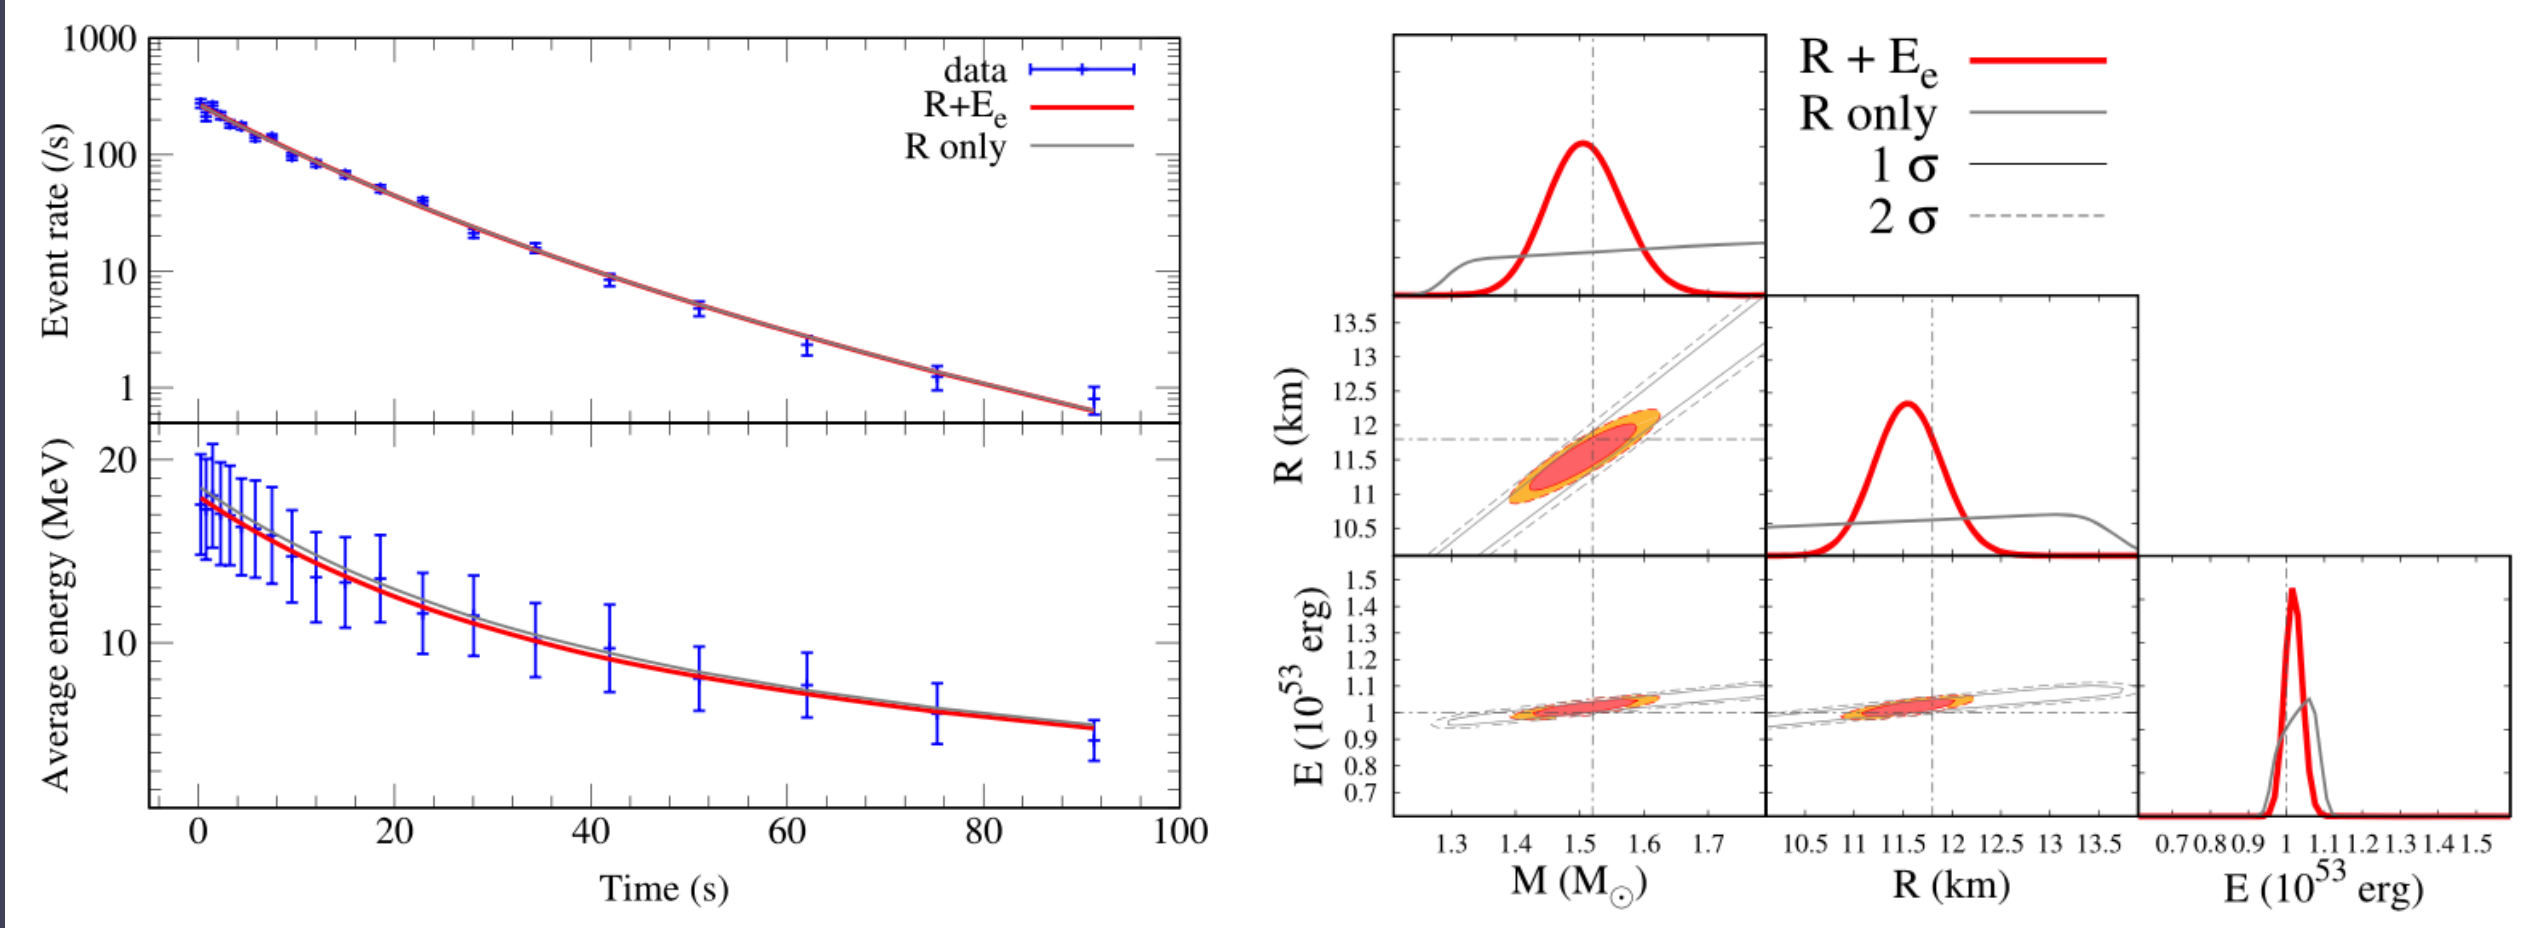 1000
100
10
1
Event rate (/s)
data
R+Ee
R only
20
10
Average energy (MeV)
0 20 40 60 80 100
Time (s)
R + Ee
R only
1 σ
2 σ
13.5
13
12.5
12
11.5
11
10.5
R (km)
1.5
1.4
1.3
1.2
1.1
1
0.9
0.8
0.7
E (10^53 erg)
1.3 1.4 1.5 1.6 1.7
M (M☉)
10.5 11 11.5 12 12.5 13 13.5
R (km)
0.7 0.8 0.9 1 1.1 1.2 1.3 1.4 1.5
E (10^53 erg)